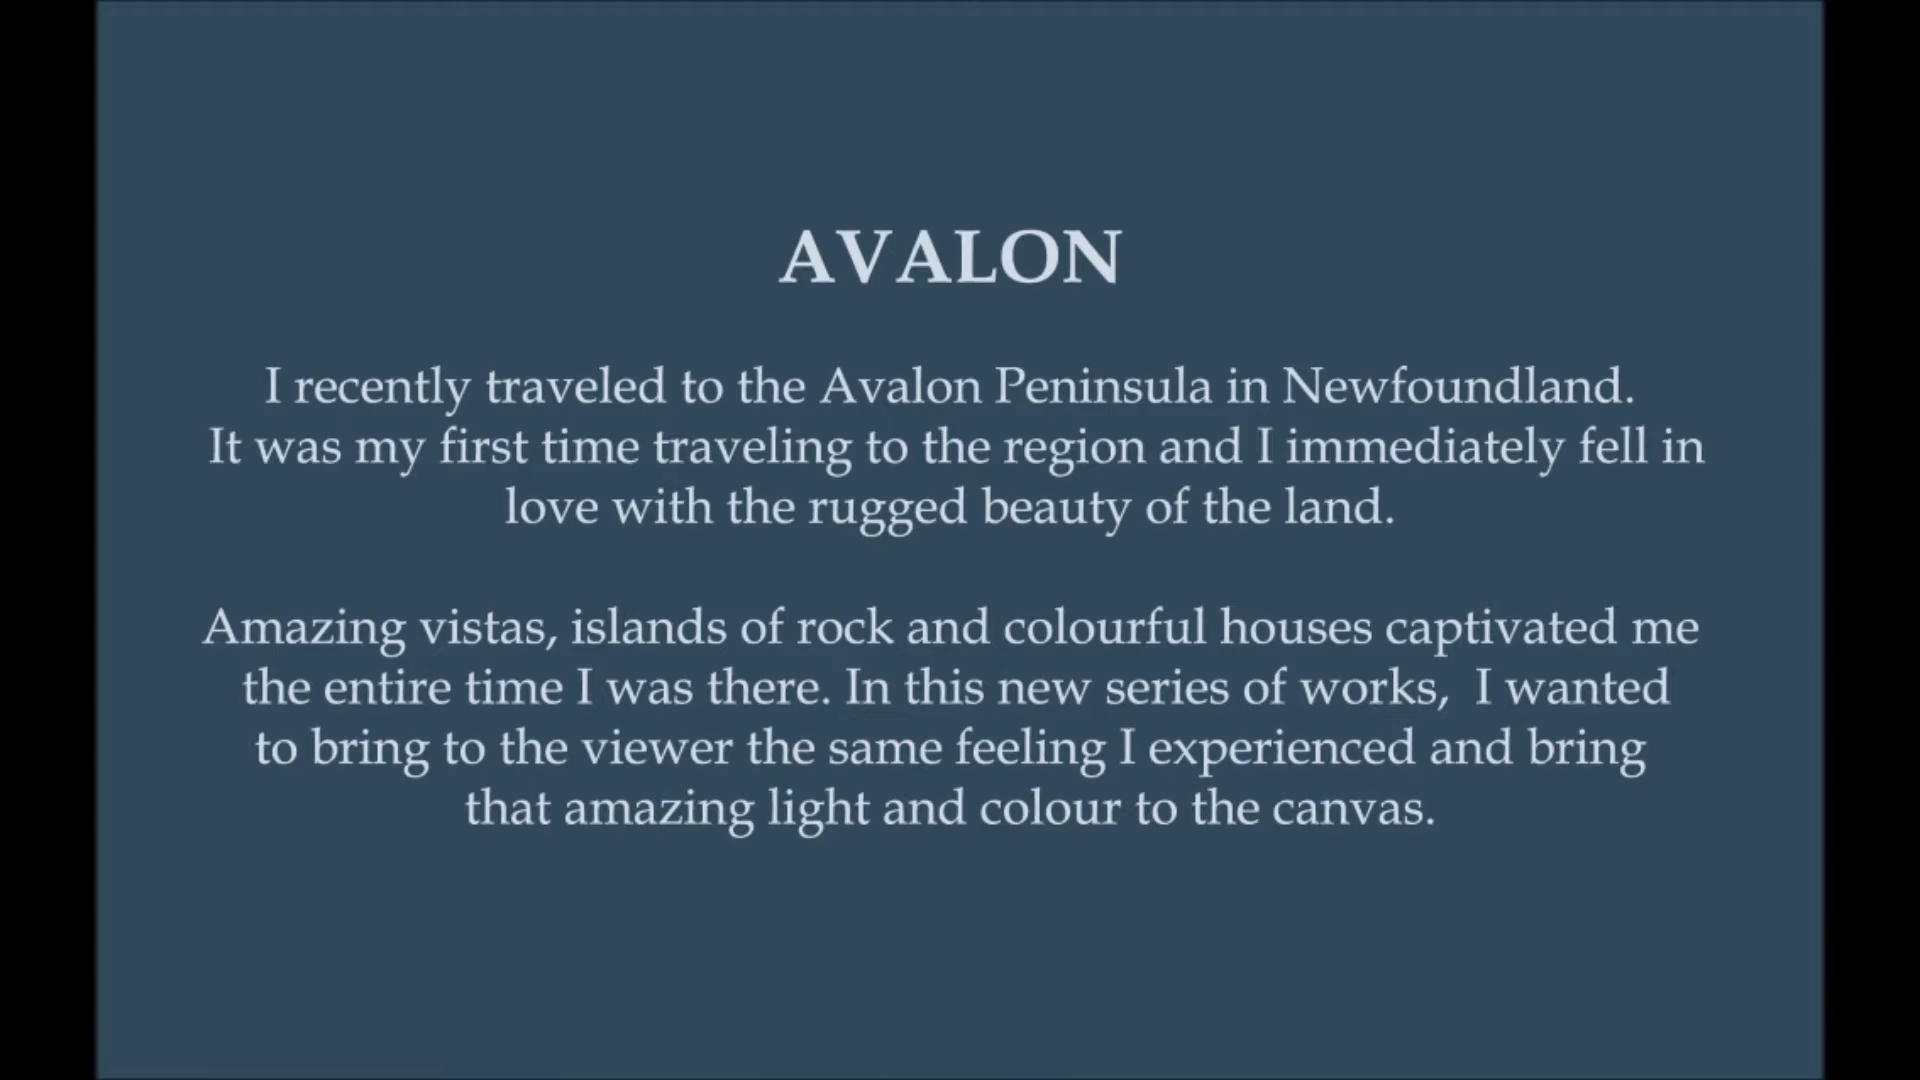 AVALON
I recently traveled to the Avalon Peninsula in Newfoundland.
It was my first time traveling to the region and I immediately fell in
love with the rugged beauty of the land.
Amazing vistas, islands of rock and colourful houses captivated me
the entire time I was there. In this new series of works,  I wanted
to bring to the viewer the same feeling I experienced and bring
that amazing light and colour to the canvas.